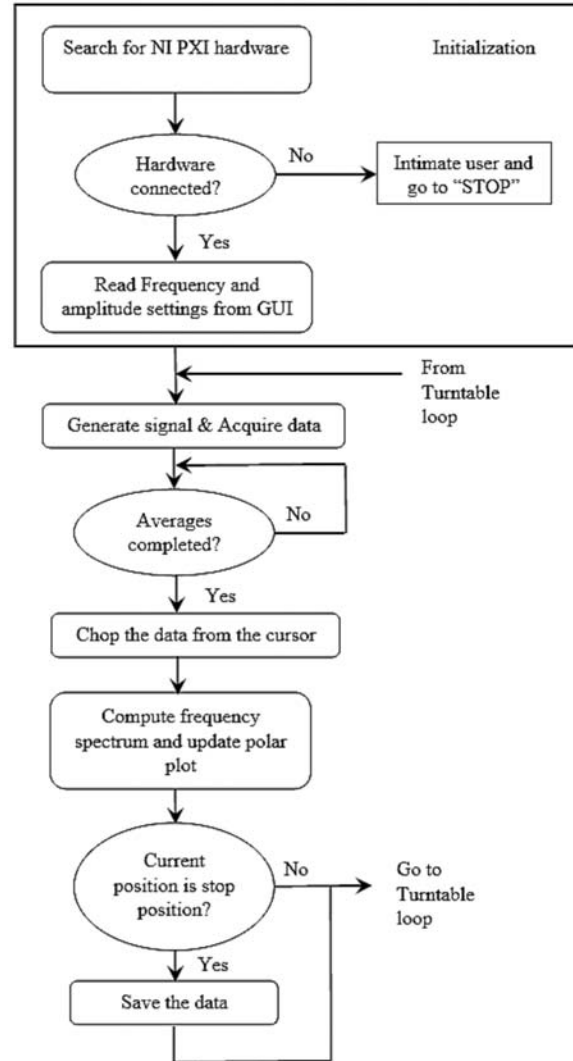 Search for NI PXI hardware
Initialization
Hardware
connected?
No
Intimate user and
go to “STOP”
Yes
Read Frequency and
amplitude settings from GUI
From
Turntable
loop
Generate signal & Acquire data
Averages
completed?
No
Yes
Chop the data from the cursor
Compute frequency
spectrum and update polar
plot
Current
position is stop
position?
No
Go to
Turntable
loop
Yes
Save the data